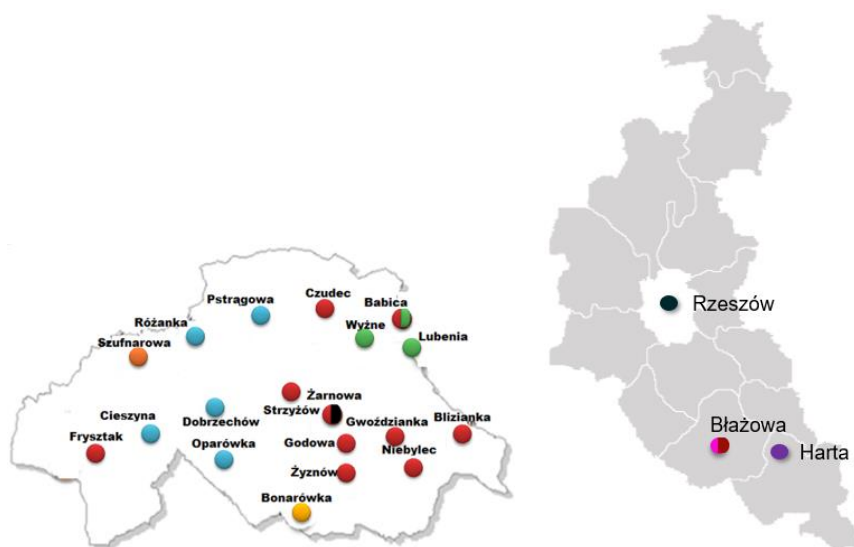 Czudec
Babica
Pstrągowa
Różanka
Wyżne
Lubenia
Szufnarowa
Rzeszów
Żarnowa
Strzyżów
Cieszyna
Dobrzechów
Gwoździanka
Blizianka
Frysztak
Oparówka
Godowa
Niebylec
Żyznów
Bonarówka
Błażowa
Harta